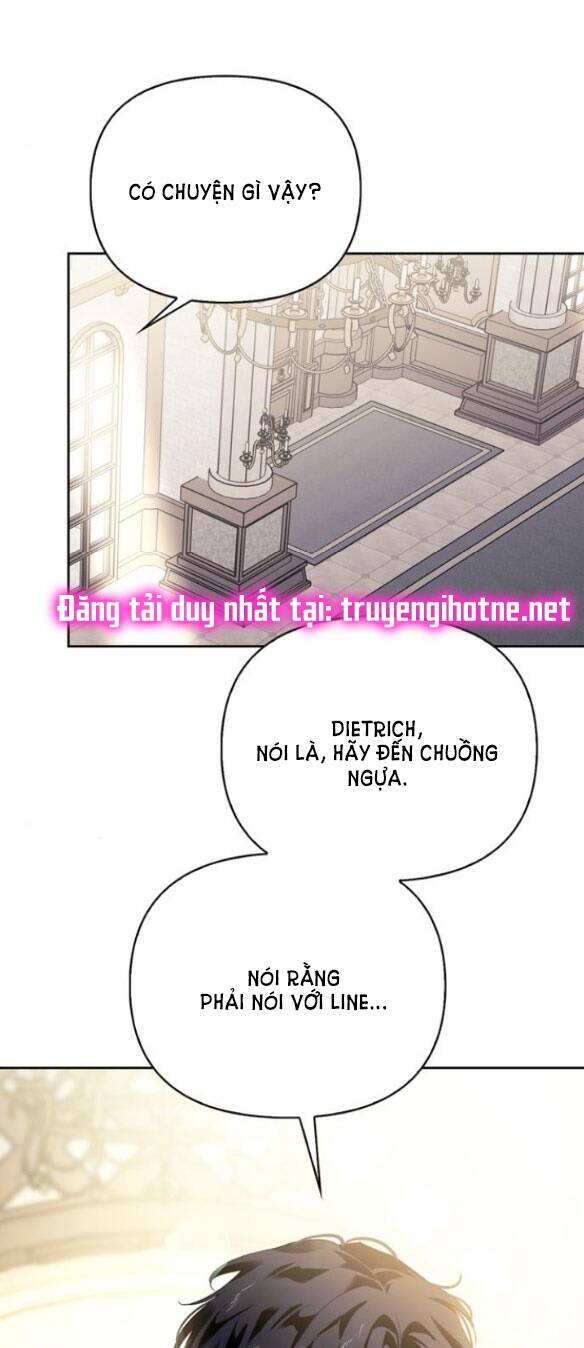 CÓ CHUYỆN GÌ VẬY?
Đăng tải duy nhất tại: truyengihotne.net
DIETRICH,
NÓI LÀ, HÃY ĐẾN CHUỒNG
NGỰA.
NÓI RẰNG
PHẢI NÓI VỚI LINE...